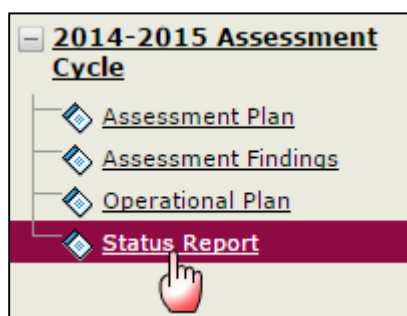 2014-2015 Assessment
Cycle
Assessment Plan
Assessment Findings
Operational Plan
Status Report